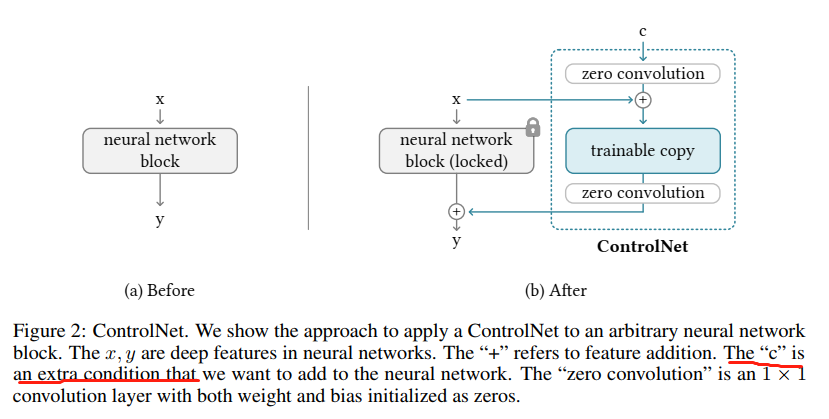 c
zero convolution
x
x
+
neural network
block
neural network
block (locked)
trainable copy
zero convolution
+
y
y
ControlNet
(a) Before
(b) After
Figure 2: ControlNet. We show the approach to apply a ControlNet to an arbitrary neural network
block. The x, y are deep features in neural networks. The “+” refers to feature addition. The “c” is
an extra condition that we want to add to the neural network. The “zero convolution” is an 1 × 1
convolution layer with both weight and bias initialized as zeros.